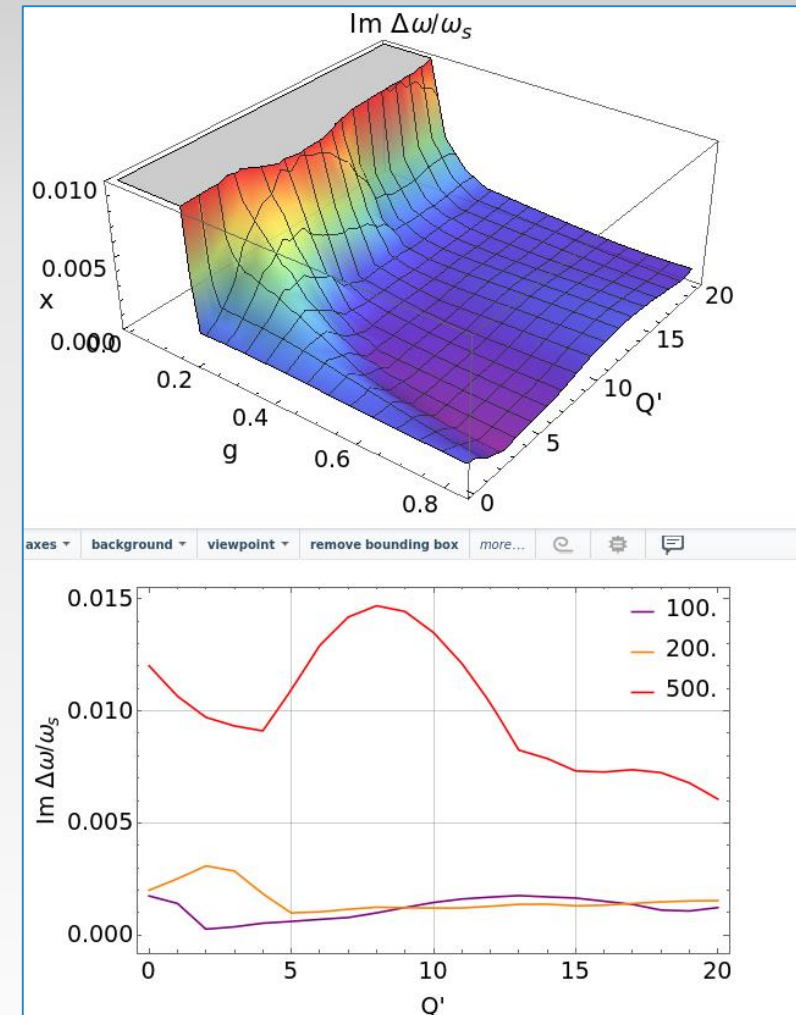 Im Δω/ω_s
0.010
0.005
x
0.000
0.0
0.2
0.4
g
0.6
0.8
0
5
10
Q'
15
20
axes ▾ background ▾ viewpoint ▾ remove bounding box more...
0.015
0.010
0.005
0.000
Im Δω/ω_s
100.
200.
500.
0 5 10 15 20
Q'